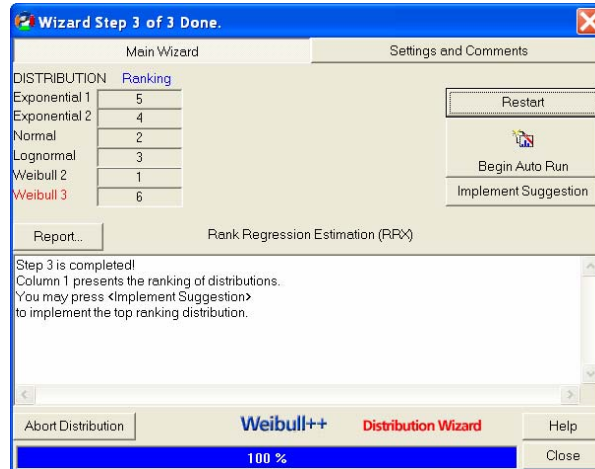 Wizard Step 3 of 3 Done.
Main Wizard
Settings and Comments
DISTRIBUTION Ranking
Exponential 1 5
Exponential 2 4
Normal 2
Lognormal 3
Weibull 2 1
Weibull 3 6
Restart
Begin Auto Run
Implement Suggestion
Report...
Rank Regression Estimation (RRX)
Step 3 is completed!
Column 1 presents the ranking of distributions.
You may press <Implement Suggestion>
to implement the top ranking distribution.
Abort Distribution
Weibull++
Distribution Wizard
Help
100 %
Close